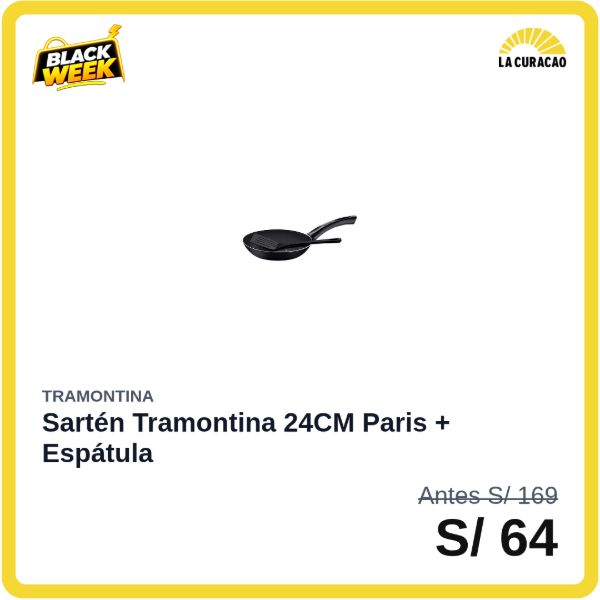 BLACK
WEEK
LA CURACAO
TRAMONTINA
Sartén Tramontina 24CM Paris +
Espátula
Antes S/ 169
S/ 64